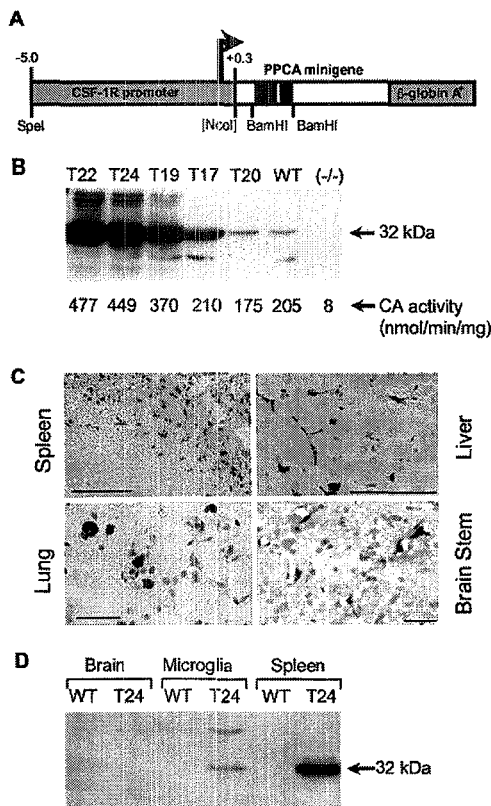 A
-5.0
+0.3
PPCA minigene
CSF-1R promoter
β-globin A⁺
SpeI
[NcoI]
BamHI
BamHI
B
T22 T24 T19 T17 T20 WT (-/-)
32 kDa
477 449 370 210 175 205 8
CA activity
(nmol/min/mg)
C
Spleen
Liver
Lung
Brain Stem
D
Brain Microglia Spleen
WT T24 WT T24 WT T24
32 kDa